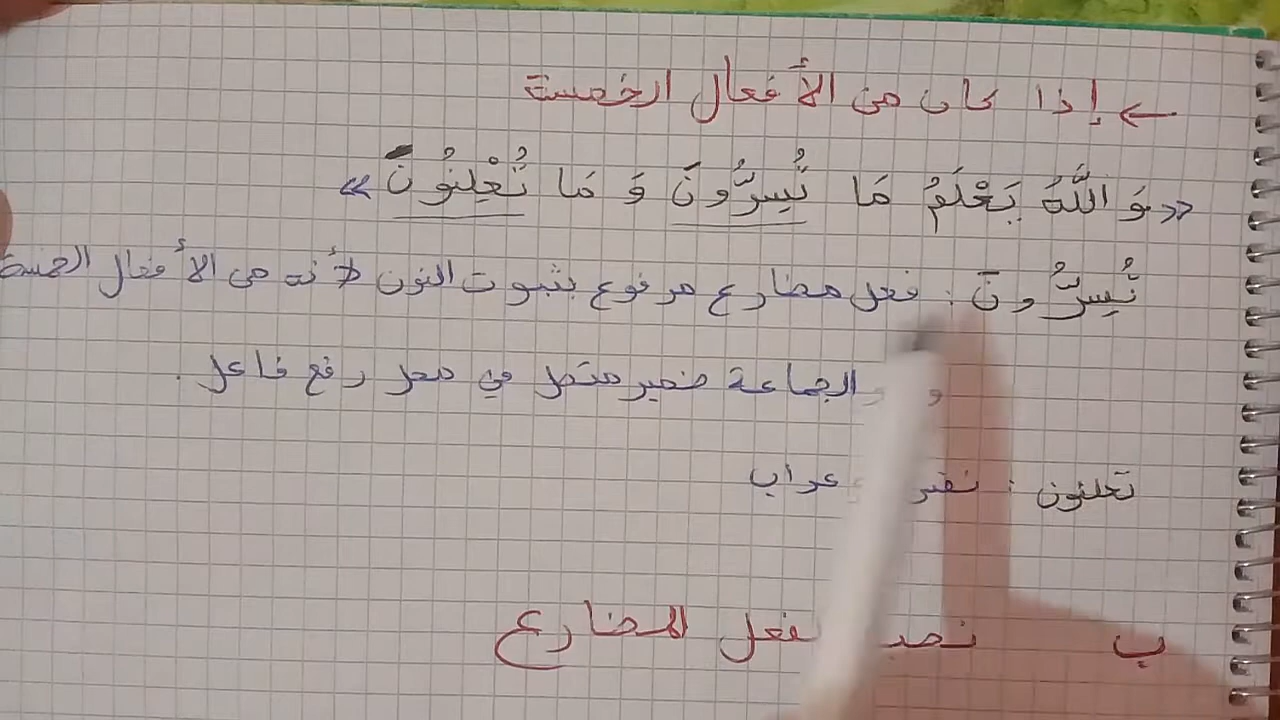 ← إذا كان من الأفعال الخمسة
«وَ اللَّهُ يَعْلَمُ مَا تُسِرُّونَ وَ مَا تُعْلِنُونَ»
تُسِرُّونَ : فعل مضارع مرفوع بثبوت النون لأنه من الأفعال الخمسة
و الجماعة ضمير متصل في محل رفع فاعل .
تعلنون : نفس
ب نصب الفعل المضارع